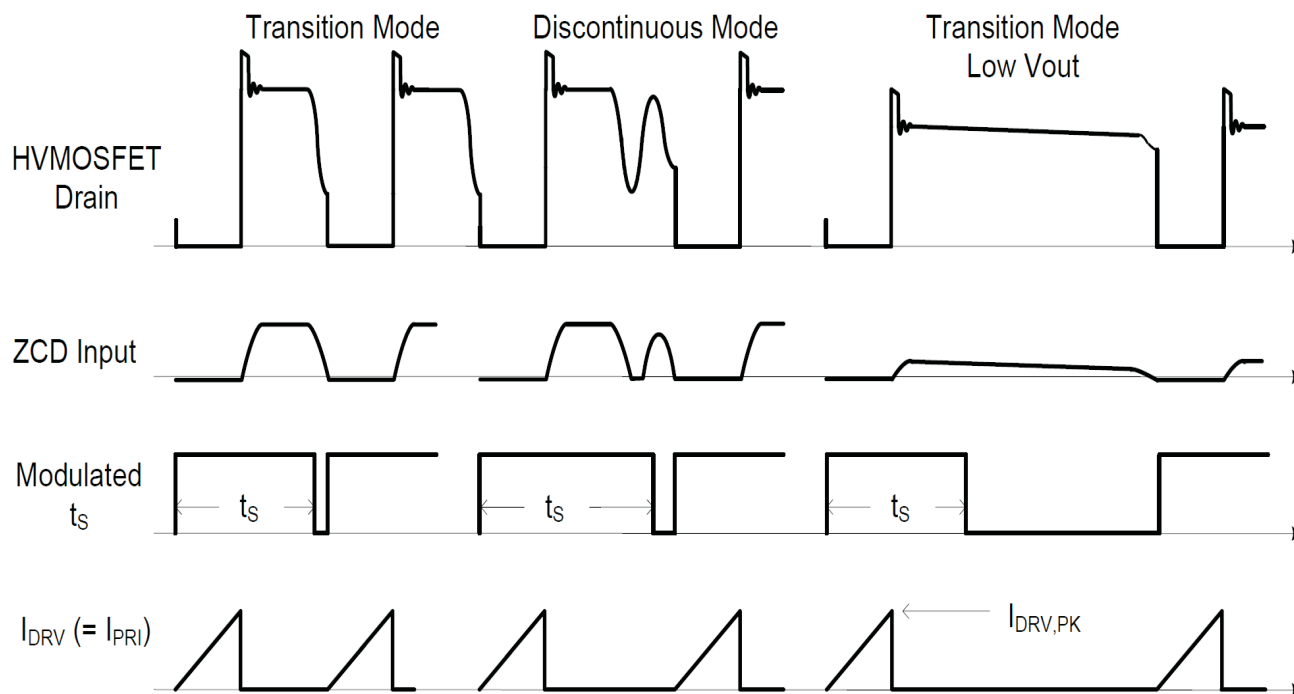 Transition Mode
Discontinuous Mode
Transition Mode
Low Vout
HVMOSFET
Drain
ZCD Input
Modulated
tS
tS
tS
tS
IDRV (= IPRI)
IDRV,PK